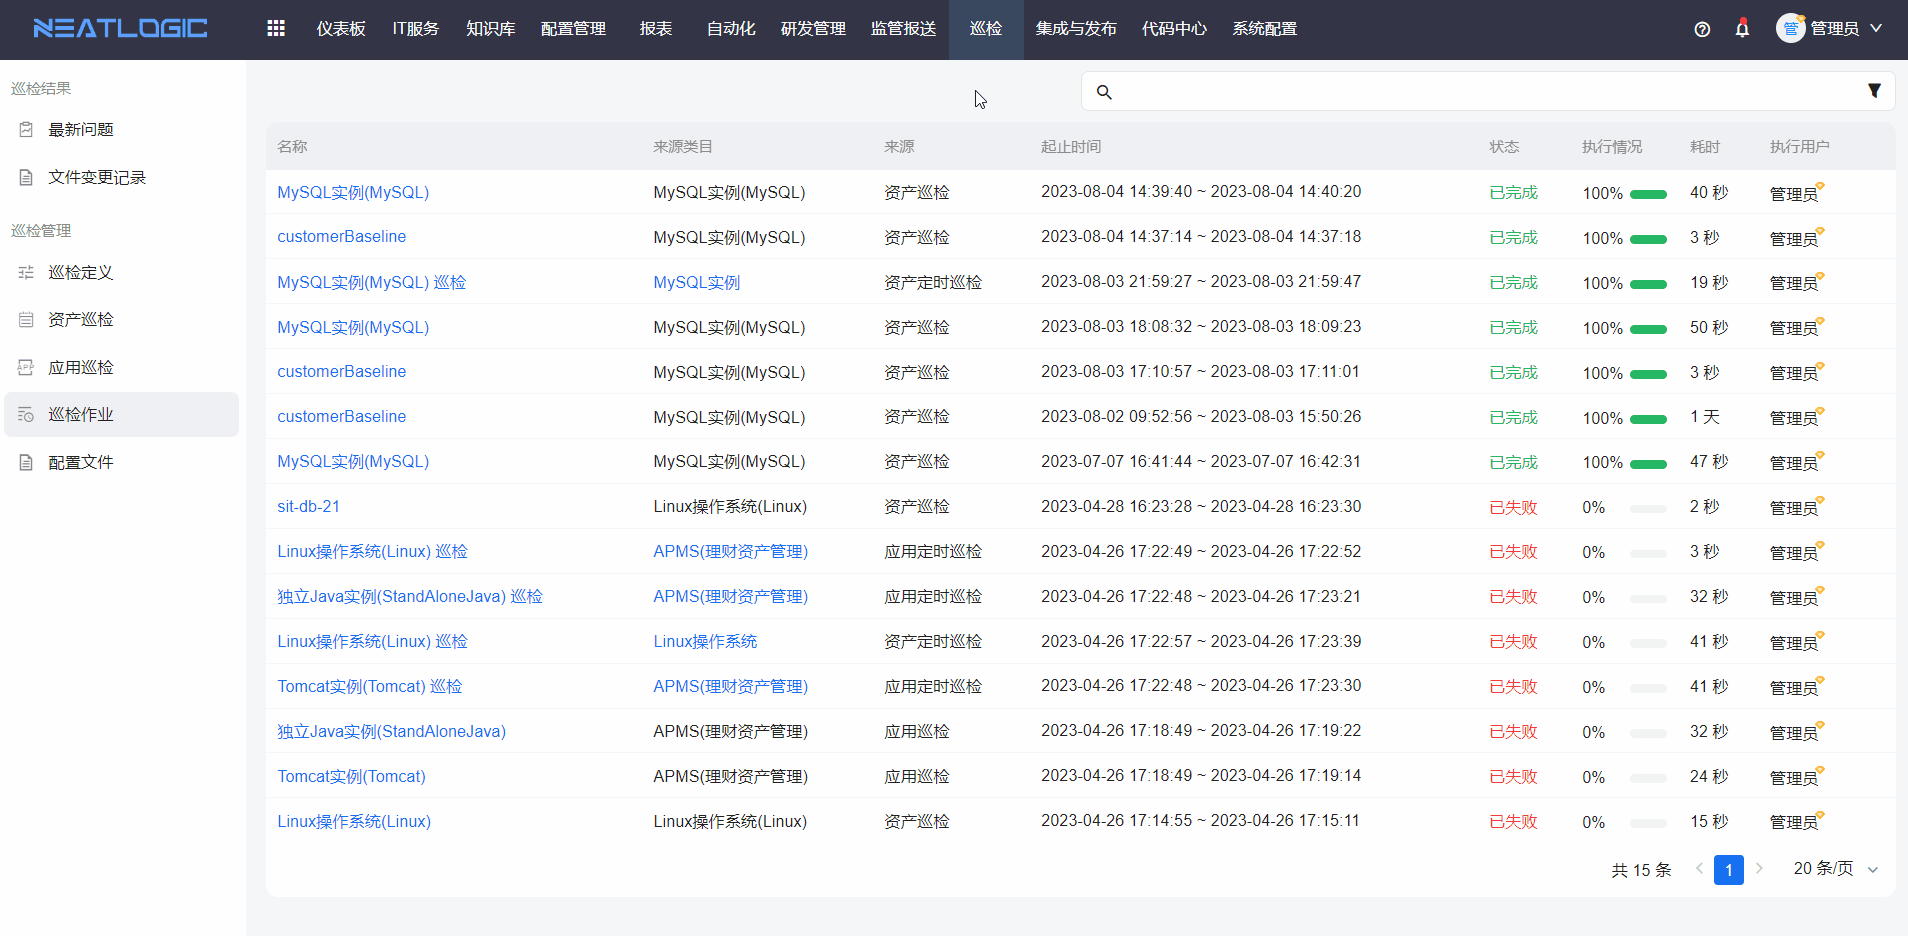 NEATLOGIC 仪表板 IT服务 知识库 配置管理 报表 自动化 研发管理 监管报送 巡检 集成与发布 代码中心 系统配置 管 管理员
巡检结果
最新问题
文件变更记录
巡检管理
巡检定义
资产巡检
APP 应用巡检
巡检作业
配置文件
名称 来源类目 来源 起止时间 状态 执行情况 耗时 执行用户
MySQL实例(MySQL) MySQL实例(MySQL) 资产巡检 2023-08-04 14:39:40 ~ 2023-08-04 14:40:20 已完成 100% 40 秒 管理员
customerBaseline MySQL实例(MySQL) 资产巡检 2023-08-04 14:37:14 ~ 2023-08-04 14:37:18 已完成 100% 3 秒 管理员
MySQL实例(MySQL) 巡检 MySQL实例 资产定时巡检 2023-08-03 21:59:27 ~ 2023-08-03 21:59:47 已完成 100% 19 秒 管理员
MySQL实例(MySQL) MySQL实例(MySQL) 资产巡检 2023-08-03 18:08:32 ~ 2023-08-03 18:09:23 已完成 100% 50 秒 管理员
customerBaseline MySQL实例(MySQL) 资产巡检 2023-08-03 17:10:57 ~ 2023-08-03 17:11:01 已完成 100% 3 秒 管理员
customerBaseline MySQL实例(MySQL) 资产巡检 2023-08-02 09:52:56 ~ 2023-08-03 15:50:26 已完成 100% 1 天 管理员
MySQL实例(MySQL) MySQL实例(MySQL) 资产巡检 2023-07-07 16:41:44 ~ 2023-07-07 16:42:31 已完成 100% 47 秒 管理员
sit-db-21 Linux操作系统(Linux) 资产巡检 2023-04-28 16:23:28 ~ 2023-04-28 16:23:30 已失败 0% 2 秒 管理员
Linux操作系统(Linux) 巡检 APMS(理财资产管理) 应用定时巡检 2023-04-26 17:22:49 ~ 2023-04-26 17:22:52 已失败 0% 3 秒 管理员
独立Java实例(StandAloneJava) 巡检 APMS(理财资产管理) 应用定时巡检 2023-04-26 17:22:48 ~ 2023-04-26 17:23:21 已失败 0% 32 秒 管理员
Linux操作系统(Linux) 巡检 Linux操作系统 资产定时巡检 2023-04-26 17:22:57 ~ 2023-04-26 17:23:39 已失败 0% 41 秒 管理员
Tomcat实例(Tomcat) 巡检 APMS(理财资产管理) 应用定时巡检 2023-04-26 17:22:48 ~ 2023-04-26 17:23:30 已失败 0% 41 秒 管理员
独立Java实例(StandAloneJava) APMS(理财资产管理) 应用巡检 2023-04-26 17:18:49 ~ 2023-04-26 17:19:22 已失败 0% 32 秒 管理员
Tomcat实例(Tomcat) APMS(理财资产管理) 应用巡检 2023-04-26 17:18:49 ~ 2023-04-26 17:19:14 已失败 0% 24 秒 管理员
Linux操作系统(Linux) Linux操作系统(Linux) 资产巡检 2023-04-26 17:14:55 ~ 2023-04-26 17:15:11 已失败 0% 15 秒 管理员
共 15 条 1 20 条/页